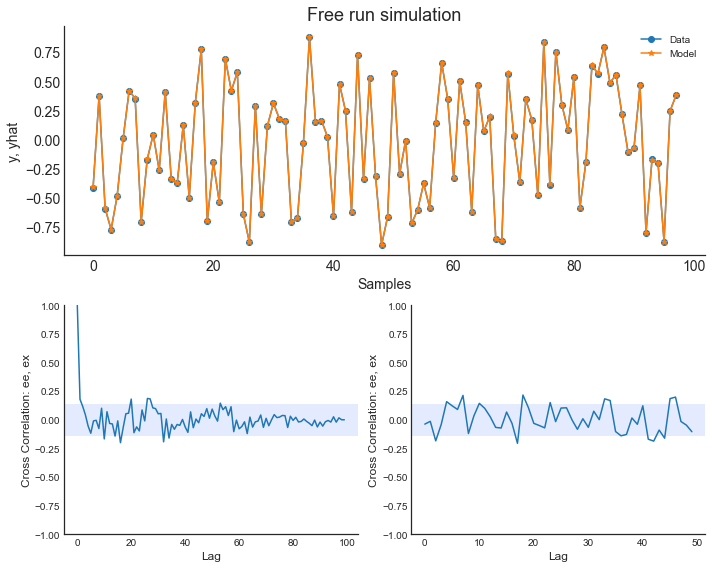 Free run simulation
Data
Model
y, yhat
0.75
0.50
0.25
0.00
−0.25
−0.50
−0.75
0 20 40 60 80 100
Samples
Cross Correlation: ee, ex
1.00
0.75
0.50
0.25
0.00
−0.25
−0.50
−0.75
−1.00
0 20 40 60 80 100
Lag
Cross Correlation: ee, ex
1.00
0.75
0.50
0.25
0.00
−0.25
−0.50
−0.75
−1.00
0 10 20 30 40 50
Lag